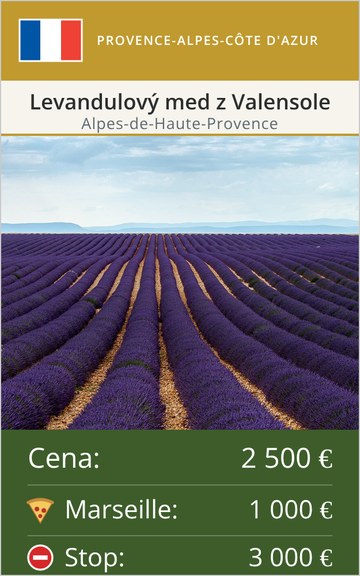 PROVENCE-ALPES-CÔTE D'AZUR
Levandulový med z Valensole
Alpes-de-Haute-Provence
Cena: 2 500 €
Marseille: 1 000 €
Stop: 3 000 €